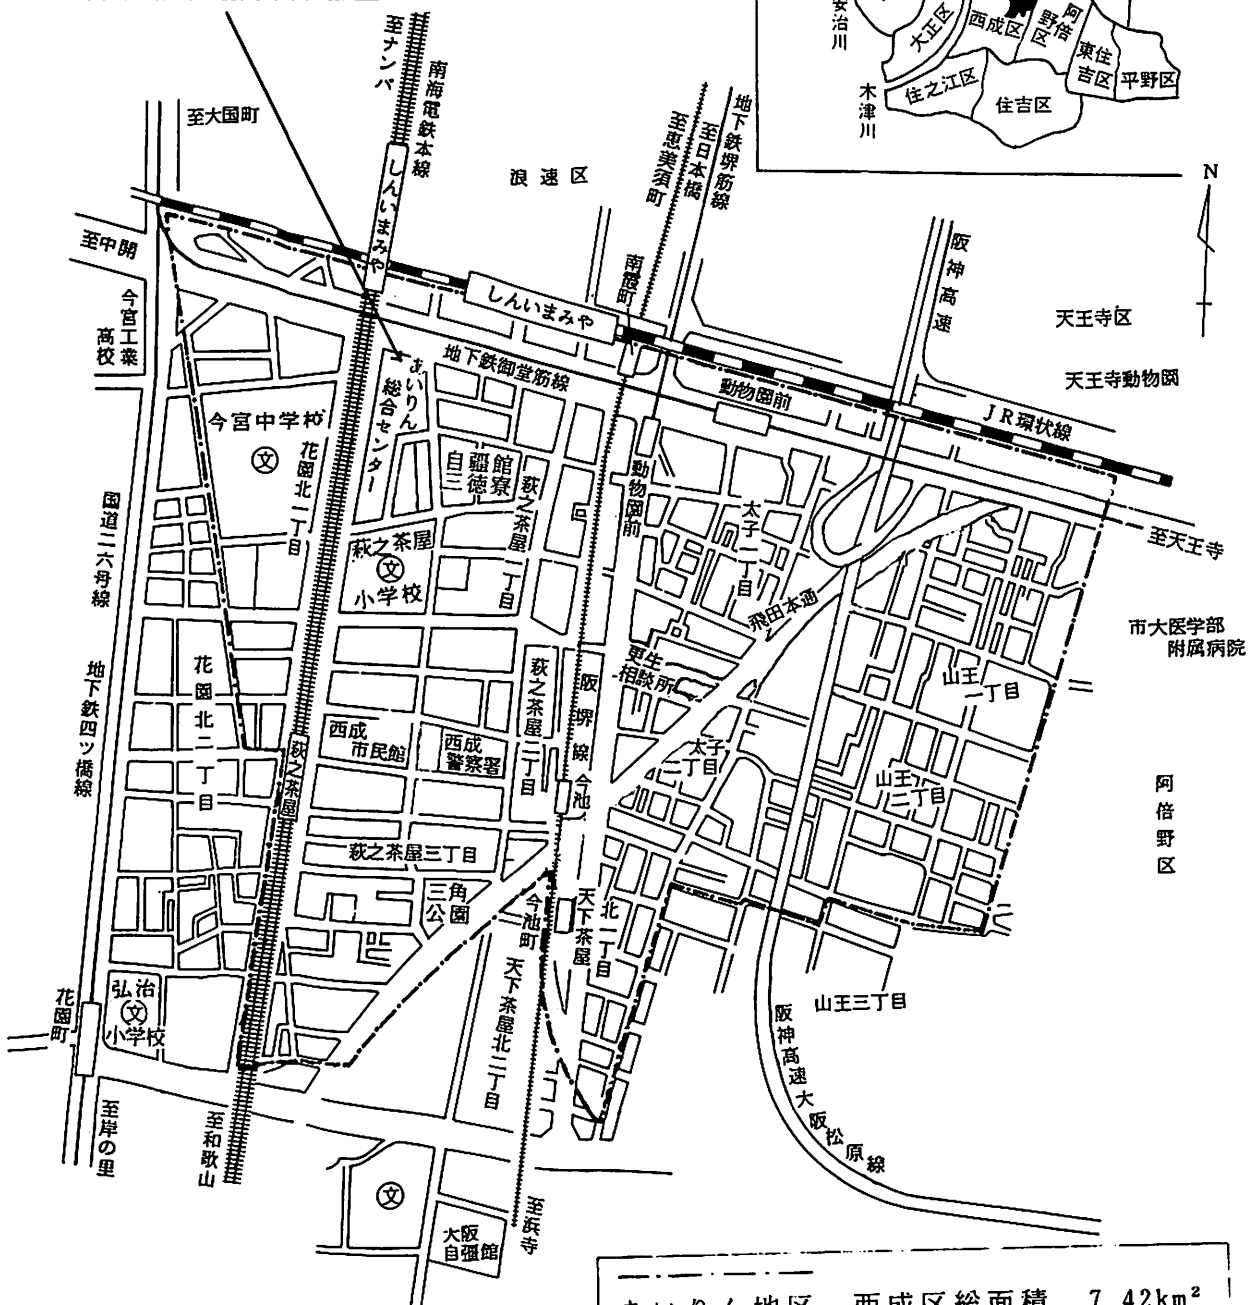 至ナンバ
南海電鉄本線
しんいまみや
至大国町
浪速区
至恵美須町
至日本橋
地下鉄堺筋線
安治川
大正区
西成区
阿倍野区
東住吉区
平野区
住之江区
住吉区
木津川
N
至中開
今宮工業高校
南霞町
しんいまみや
阪神高速
天王寺区
天王寺動物園
地下鉄御堂筋線
動物園前
JR環状線
あいりん
総合センター
今宮中学校
文
花園北一丁目
自疆館
三徳寮
萩之茶屋一丁目
動物園前
太子一丁目
至天王寺
国道二六号線
萩之茶屋
文
小学校
飛田本通
市大医学部
附属病院
地下鉄四ツ橋線
花園北二丁目
更生
相談所
山王
一丁目
萩之茶屋
西成
市民館
西成
警察署
萩之茶屋二丁目
阪堺線
今池
太子
二丁目
山王
二丁目
阿倍野区
萩之茶屋三丁目
三角
公園
今池町
天下茶屋
北一丁目
天下茶屋北二丁目
山王三丁目
弘治
文
小学校
花園町
阪神高速大阪松原線
至岸の里
至和歌山
文
大阪
自彊館
至浜寺
西成区総面積 7.42km²